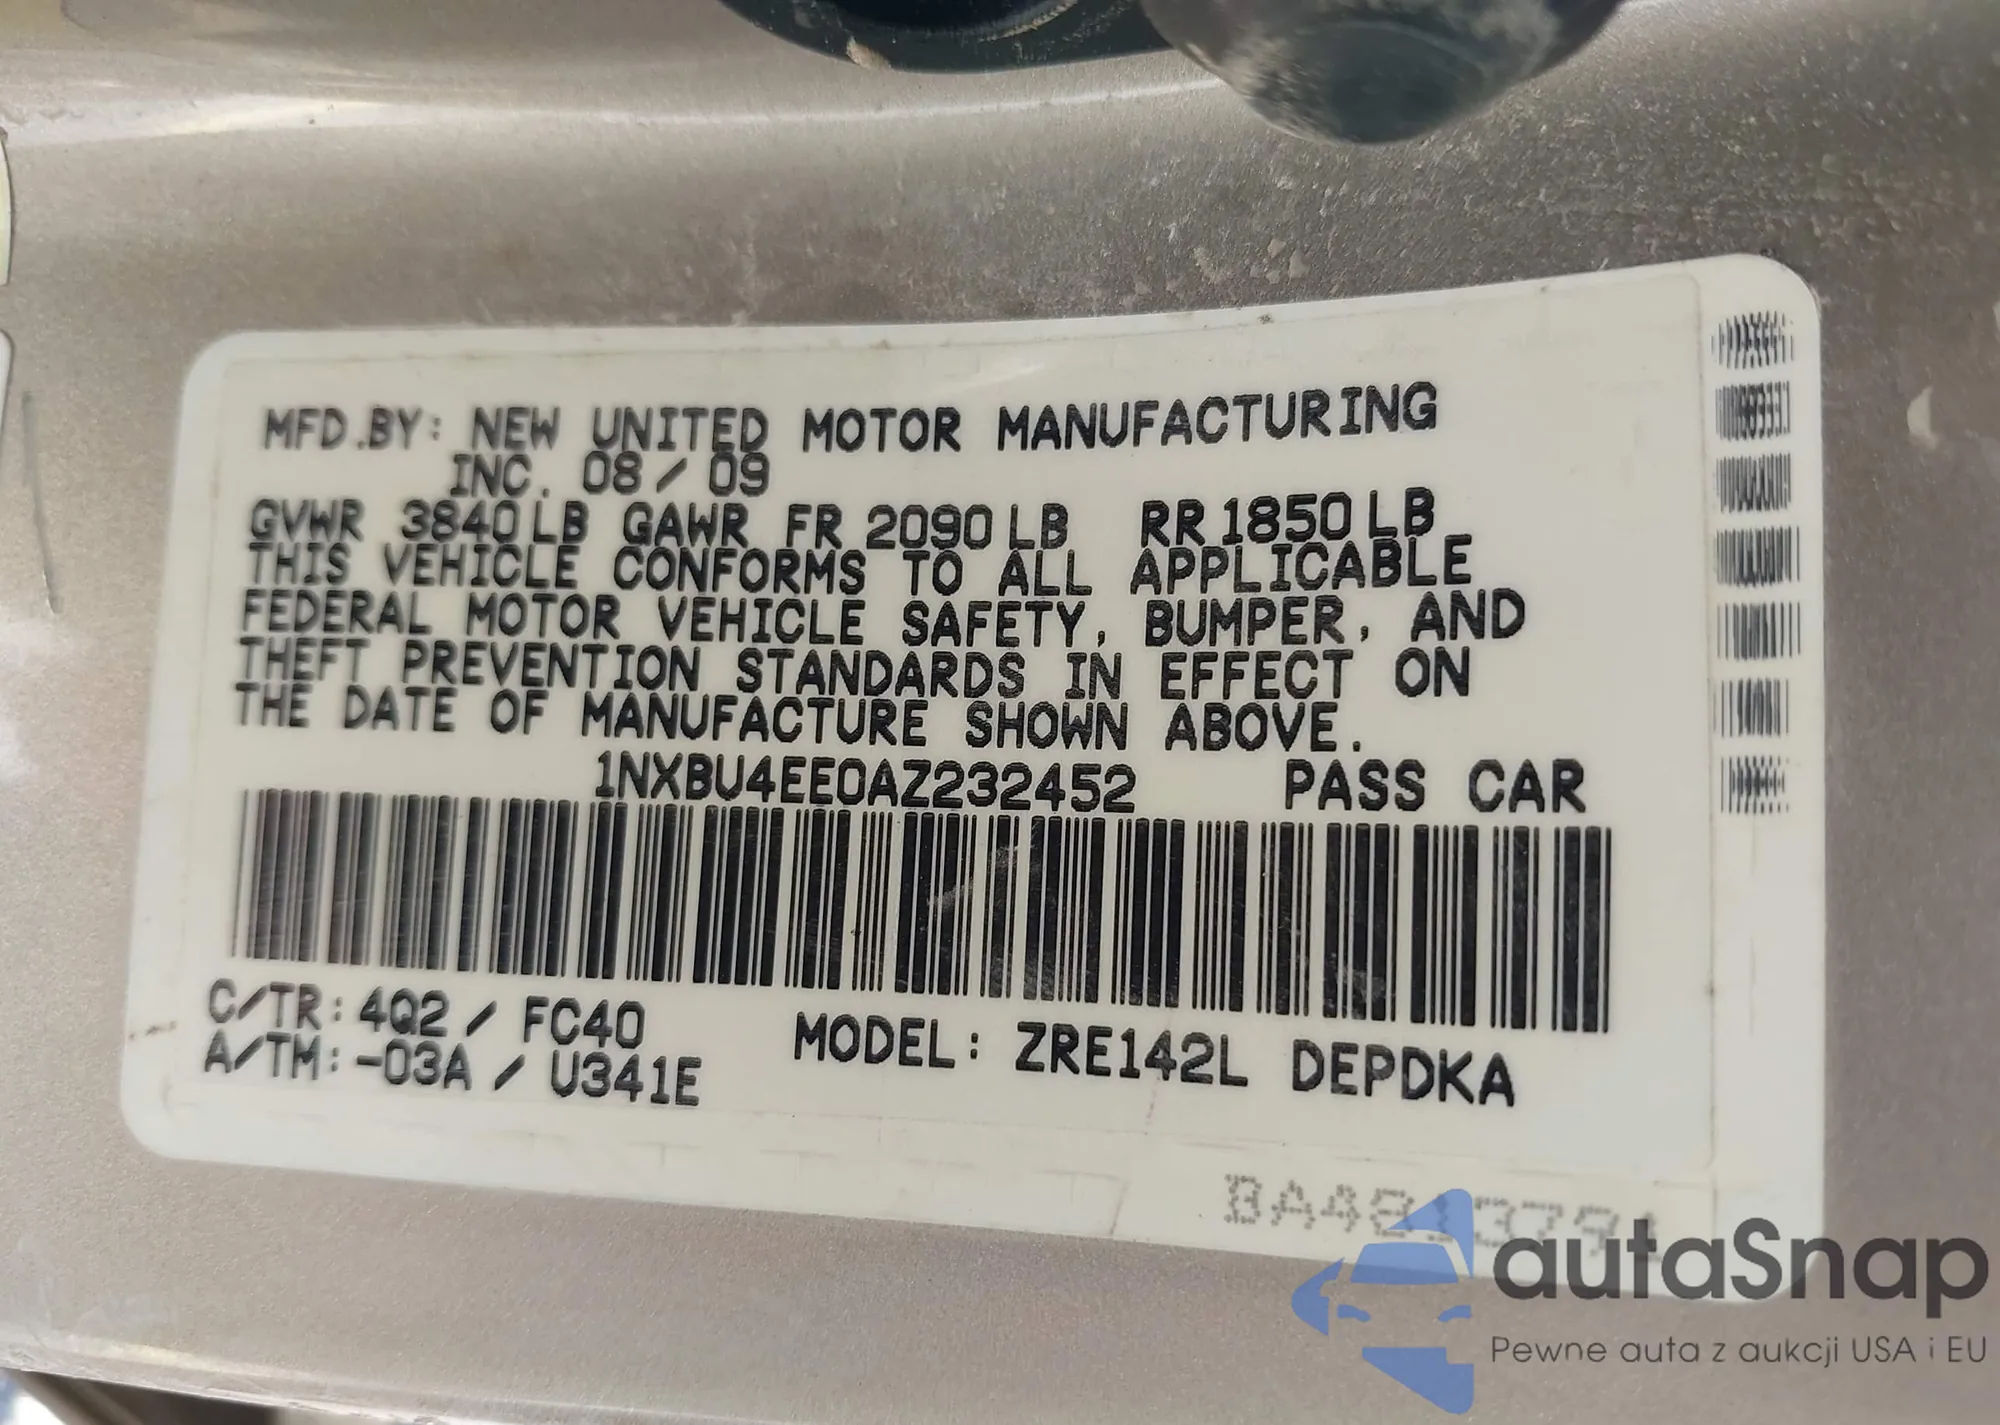 MFD.BY: NEW UNITED MOTOR MANUFACTURING
INC. 08/09
GVWR 3840LB GAWR FR 2090LB RR 1850LB
THIS VEHICLE CONFORMS TO ALL APPLICABLE
FEDERAL MOTOR VEHICLE SAFETY, BUMPER, AND
THEFT PREVENTION STANDARDS IN EFFECT ON
THE DATE OF MANUFACTURE SHOWN ABOVE.
1NXBU4EE0AZ232452 PASS CAR
C/TR: 4Q2 / FC40
A/TM: -03A / U341E
MODEL: ZRE142L DEPDKA
autaSnap
Pewne auta z aukcji USA i EU